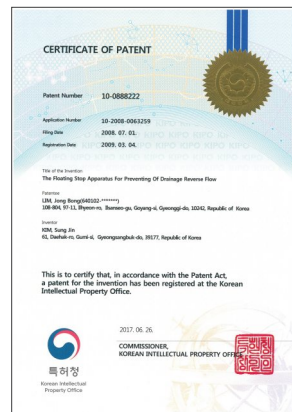 CERTIFICATE OF PATENT
Patent Number 10-0888222
Application Number 10-2008-0063259
Filing Date 2008. 07. 01.
Registration Date 2009. 03. 04.
Title of the Invention
The Floating Stop Apparatus For Preventing Of Drainage Reverse Flow
Patentee
LIM, Jong Bong(640102-*******)
108-804, 97-11, Ilhyeon-ro, Ilsanseo-gu, Goyang-si, Gyeonggi-do, 10242, Republic of Korea
Inventor
KIM, Sung Jin
61, Daehak-ro, Gumi-si, Gyeongsangbuk-do, 39177, Republic of Korea
This is to certify that, in accordance with the Patent Act,
a patent for the invention has been registered at the Korean
Intellectual Property Office.
2017. 06. 26.
COMMISSIONER,
KOREAN INTELLECTUAL PROPERTY OFFICE
특허청
Korean Intellectual
Property Office